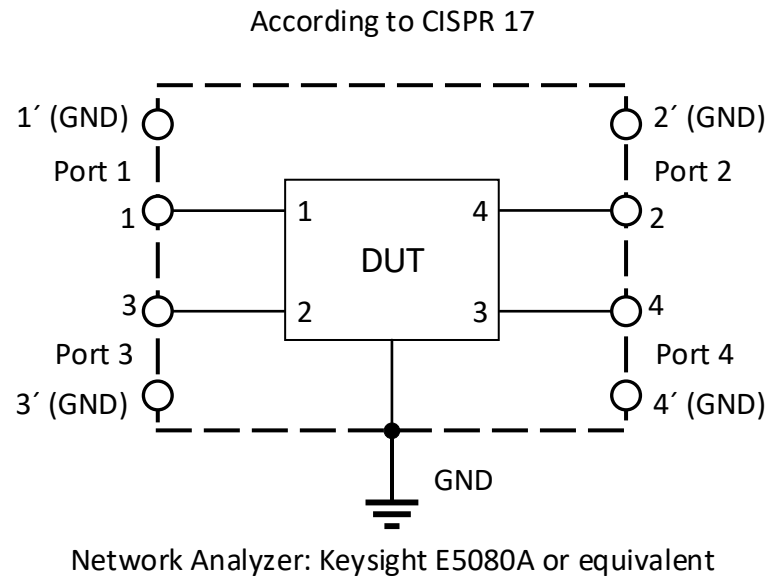 According to CISPR 17
1´ (GND)
2´ (GND)
Port 1
Port 2
1
1
4
2
DUT
3
2
3
4
Port 3
Port 4
3´ (GND)
4´ (GND)
GND
Network Analyzer: Keysight E5080A or equivalent